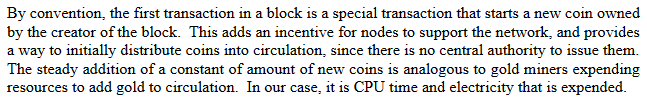 By convention, the first transaction in a block is a special transaction that starts a new coin owned
by the creator of the block.  This adds an incentive for nodes to support the network, and provides
a way to initially distribute coins into circulation, since there is no central authority to issue them.
The steady addition of a constant of amount of new coins is analogous to gold miners expending
resources to add gold to circulation.  In our case, it is CPU time and electricity that is expended.